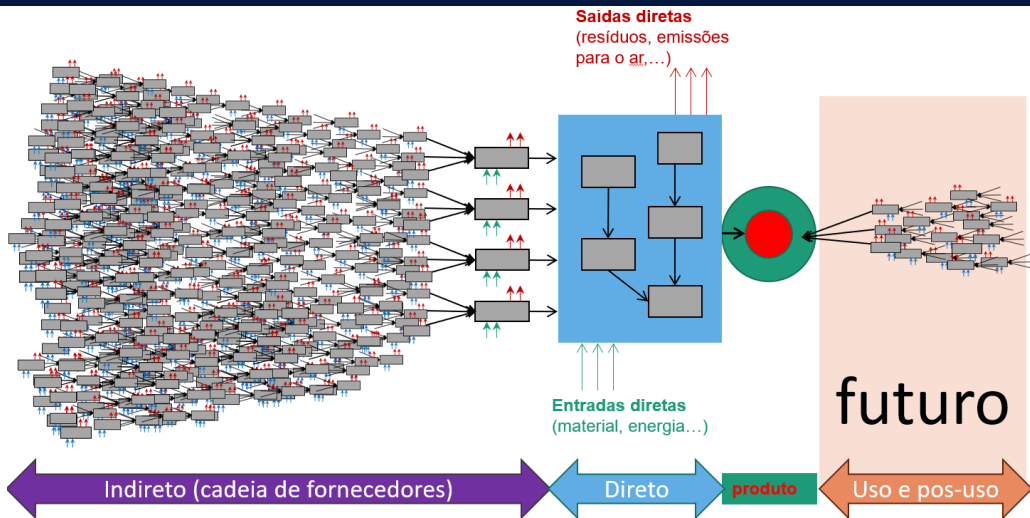 Saídas diretas
(resíduos, emissões
para o ar,...)
Entradas diretas
(material, energia...)
futuro
Indireto (cadeia de fornecedores)
Direto
produto
Uso e pos-uso